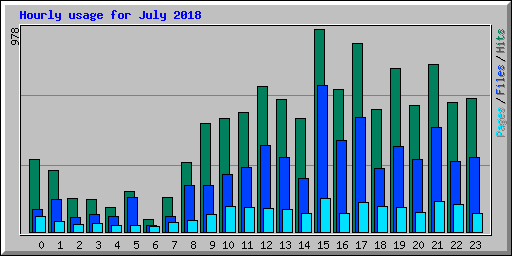 Hourly usage for July 2018
978
Pages/Files/Hits
0 1 2 3 4 5 6 7 8 9 10 11 12 13 14 15 16 17 18 19 20 21 22 23